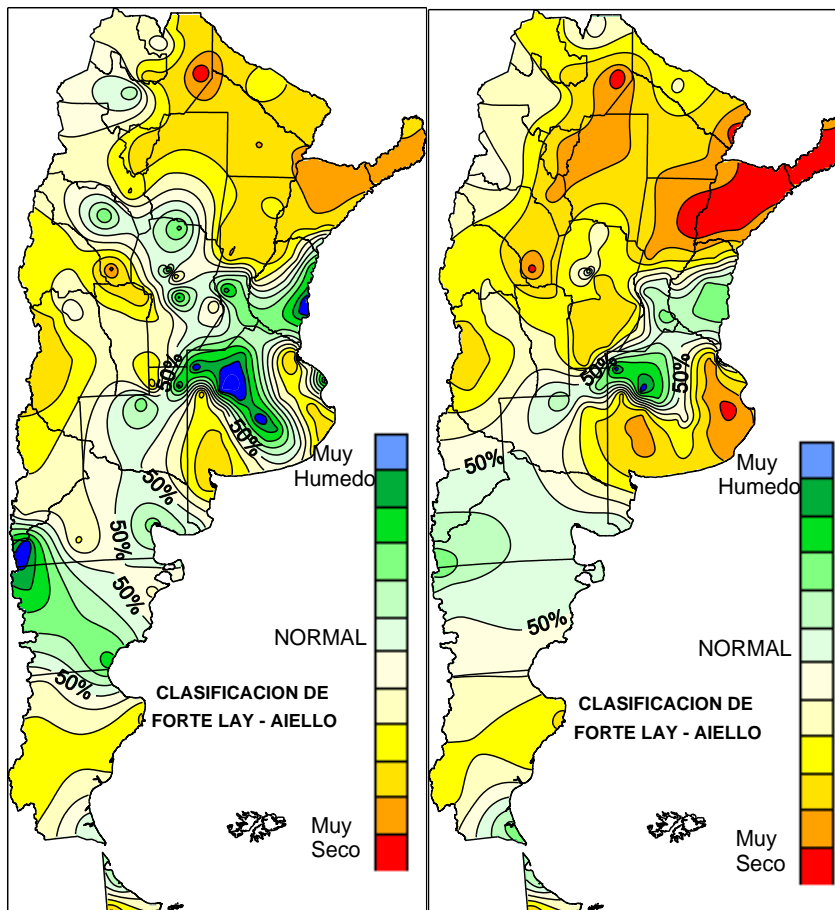 50%
50%
Muy
Humedo
50%
50%
50%
NORMAL
50%
CLASIFICACION DE
FORTE LAY - AIELLO
Muy
Seco
50%
50%
50%
Muy
Humedo
50%
NORMAL
CLASIFICACION DE
FORTE LAY - AIELLO
Muy
Seco